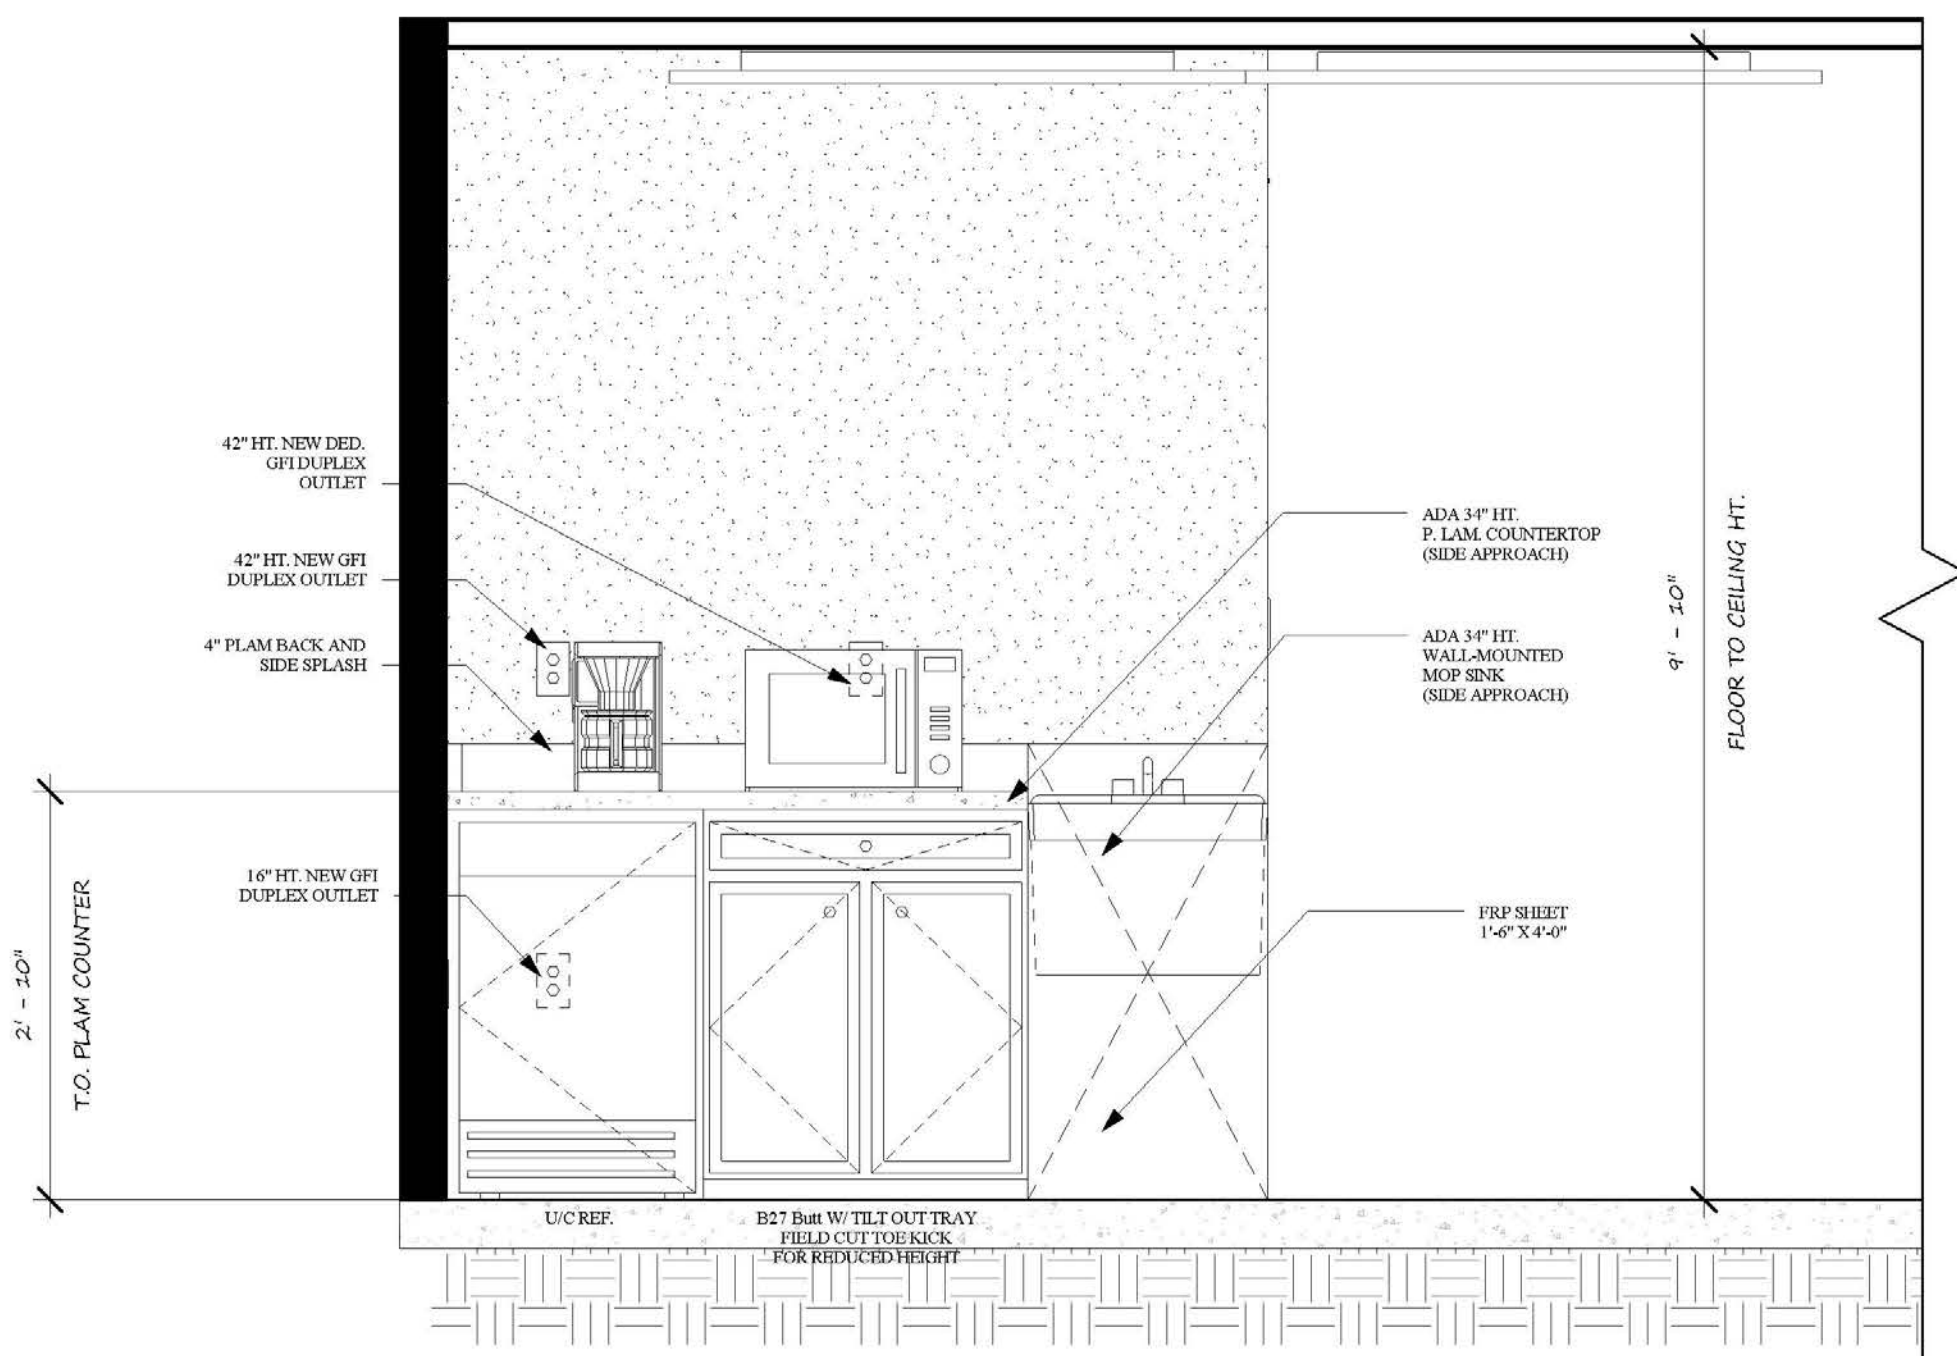 42" HT. NEW DED.
GFI DUPLEX
OUTLET
42" HT. NEW GFI
DUPLEX OUTLET
4" PLAM BACK AND
SIDE SPLASH
16" HT. NEW GFI
DUPLEX OUTLET
2' - 10"
T.O. PLAM COUNTER
ADA 34" HT.
P. LAM. COUNTERTOP
(SIDE APPROACH)
ADA 34" HT.
WALL-MOUNTED
MOP SINK
(SIDE APPROACH)
FRP SHEET
1'-6" X 4'-0"
9' - 10"
FLOOR TO CEILING HT.
U/C REF.
B27 Butt W/ TILT OUT TRAY
FIELD CUT TOE KICK
FOR REDUCED HEIGHT